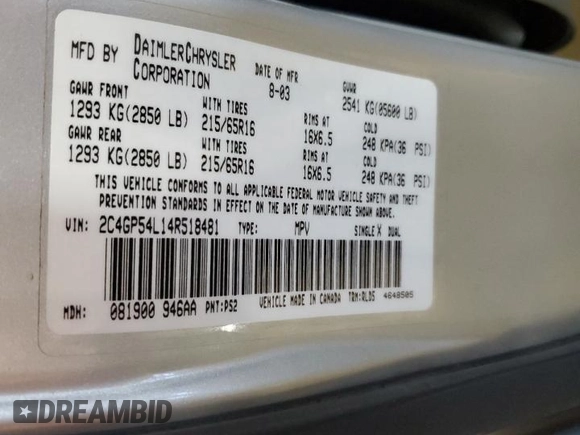 MFD BY DAIMLERCHRYSLER CORPORATION DATE OF MFR 8-03 GVWR 2541 KG(05600 LB)
GAWR FRONT WITH TIRES RIMS AT COLD
1293 KG(2850 LB) 215/65R16 16X6.5 248 KPA(36 PSI)
GAWR REAR WITH TIRES RIMS AT COLD
1293 KG(2850 LB) 215/65R16 16X6.5 248 KPA(36 PSI)
THIS VEHICLE CONFORMS TO ALL APPLICABLE FEDERAL MOTOR VEHICLE SAFETY AND THEFT
PREVENTION STANDARDS IN EFFECT ON THE DATE OF MANUFACTURE SHOWN ABOVE.
VIN: 2C4GP54L14R518481 TYPE: MPV SINGLE X DUAL
MDH: 081900 946AA PNT:PS2 VEHICLE MADE IN CANADA TRM:RLD5 4648505
DREAMBID